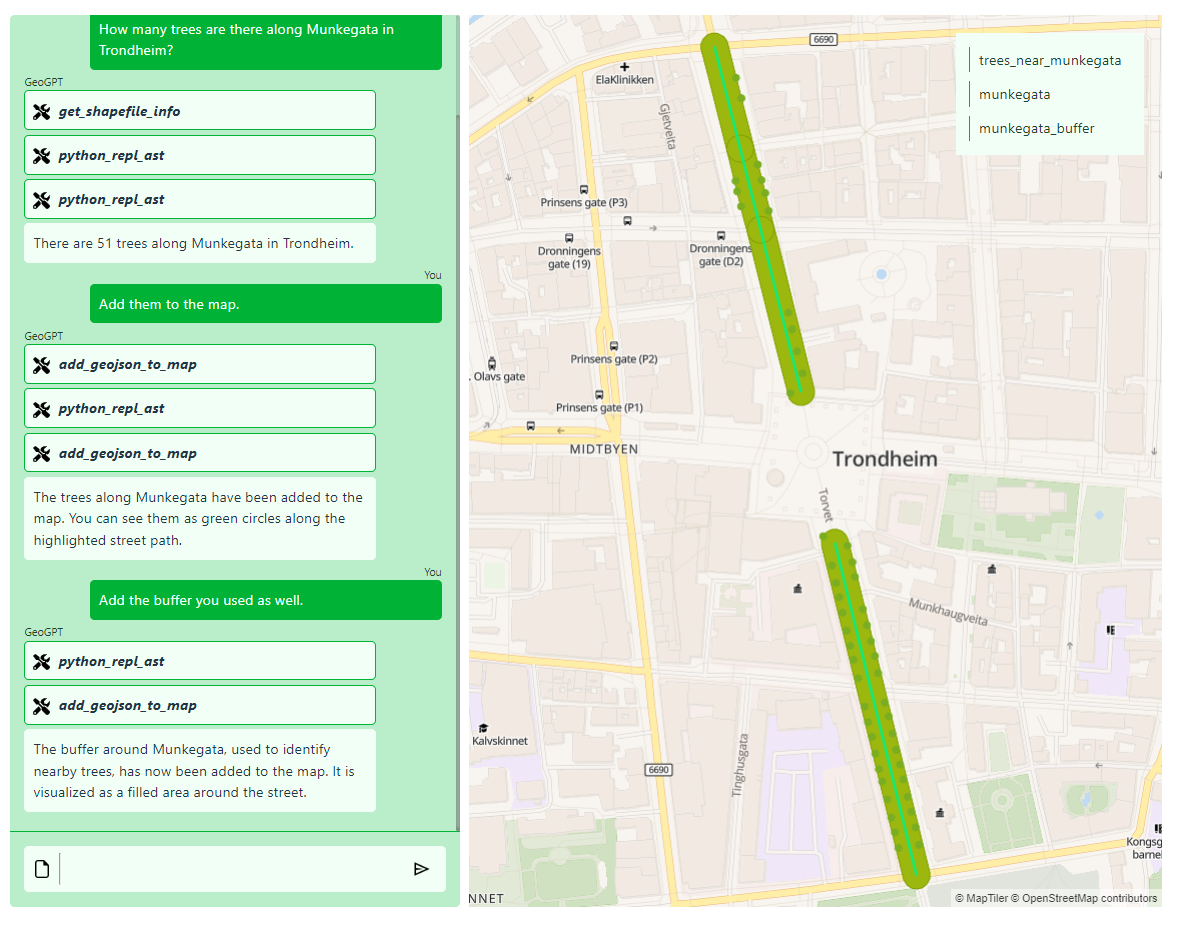 How many trees are there along Munkegata in
Trondheim?
GeoGPT
get_shapefile_info
python_repl_ast
python_repl_ast
There are 51 trees along Munkegata in Trondheim.
You
Add them to the map.
GeoGPT
add_geojson_to_map
python_repl_ast
add_geojson_to_map
The trees along Munkegata have been added to the
map. You can see them as green circles along the
highlighted street path.
You
Add the buffer you used as well.
GeoGPT
python_repl_ast
add_geojson_to_map
The buffer around Munkegata, used to identify
nearby trees, has now been added to the map. It is
visualized as a filled area around the street.
trees_near_munkegata
munkegata
munkegata_buffer
6690
ElaKlinikken
Gjetveita
Prinsens gate (P3)
Dronningens
gate (19)
Dronningens
gate (D2)
Prinsens gate (P2)
. Olavs gate
Prinsens gate (P1)
MIDTBYEN
Trondheim
Torvet
Munkhaugveita
Kalvskinnet
Tinghusgata
6690
Kongsg
barnel
NNET
© MapTiler © OpenStreetMap contributors